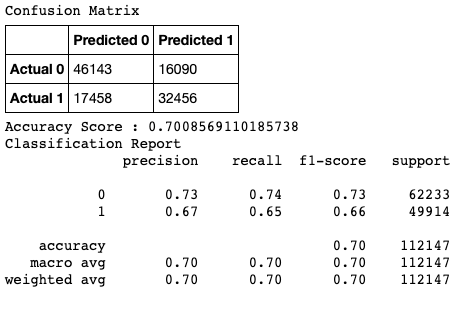 Confusion Matrix
Predicted 0 Predicted 1
Actual 0 46143 16090
Actual 1 17458 32456
Accuracy Score : 0.7008569110185738
Classification Report
precision recall f1-score support
0 0.73 0.74 0.73 62233
1 0.67 0.65 0.66 49914
accuracy 0.70 112147
macro avg 0.70 0.70 0.70 112147
weighted avg 0.70 0.70 0.70 112147